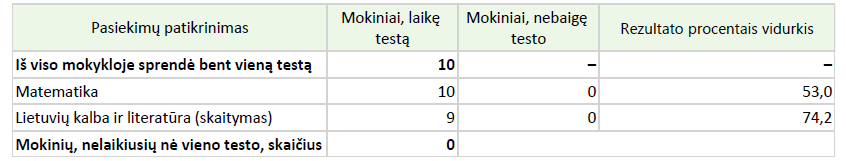 Pasiekimų patikrinimas	Mokiniai, laikę testą	Mokiniai, nebaigę testo	Rezultato procentais vidurkis
Iš viso mokykloje sprendė bent vieną testą	10	–	–
Matematika	10	0	53,0
Lietuvių kalba ir literatūra (skaitymas)	9	0	74,2
Mokinių, nelaikiusių nė vieno testo, skaičius	0